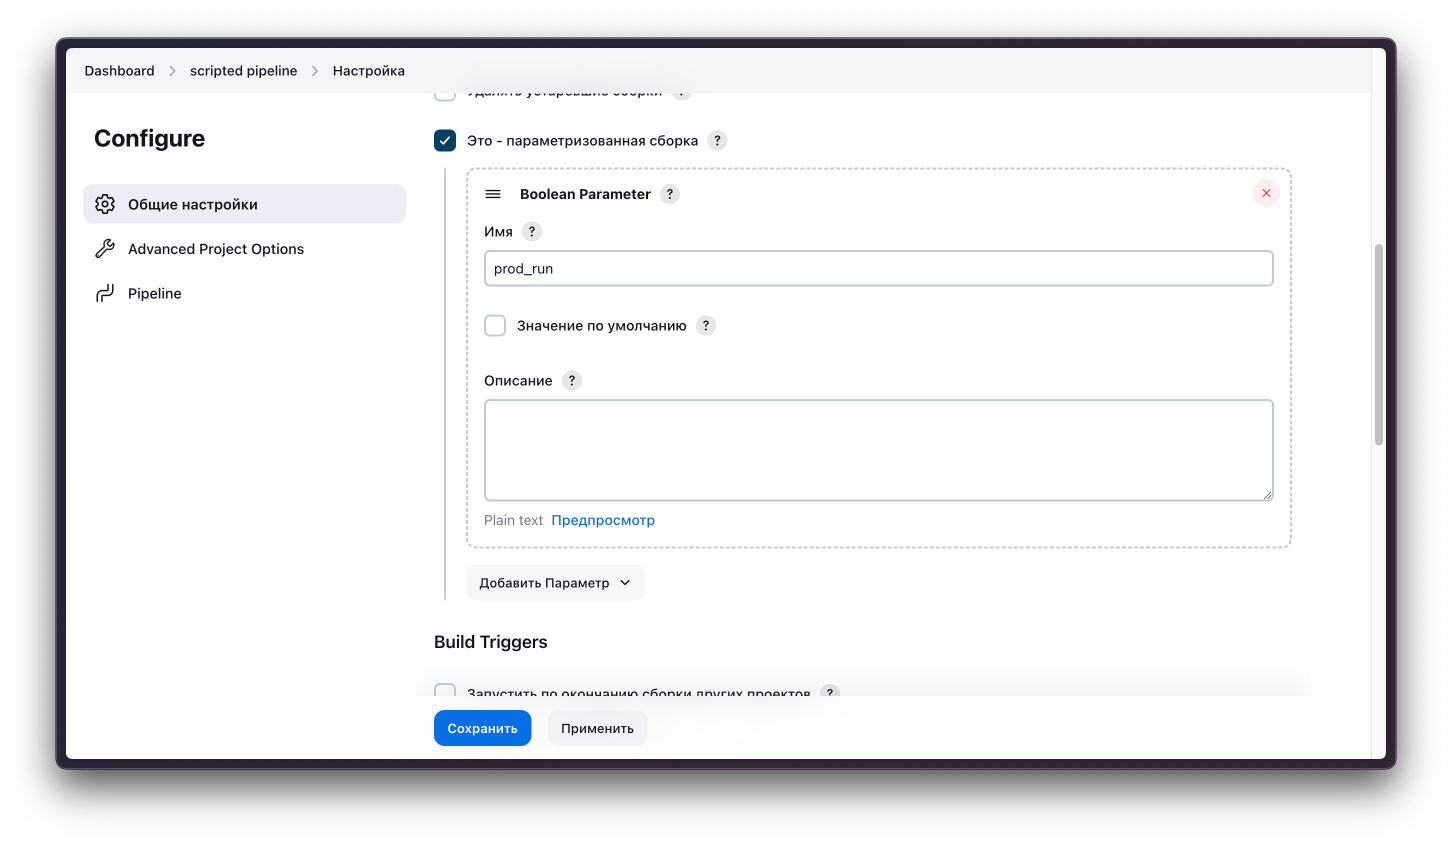 Dashboard > scripted pipeline > Настройка
Configure
Общие настройки
Advanced Project Options
Pipeline
Удалять устаревшие сборки ?
Это - параметризованная сборка ?
Boolean Parameter ?
Имя ?
prod_run
Значение по умолчанию ?
Описание ?
Plain text Предпросмотр
Добавить Параметр
Build Triggers
Запустить по окончанию сборки других проектов ?
Сохранить Применить